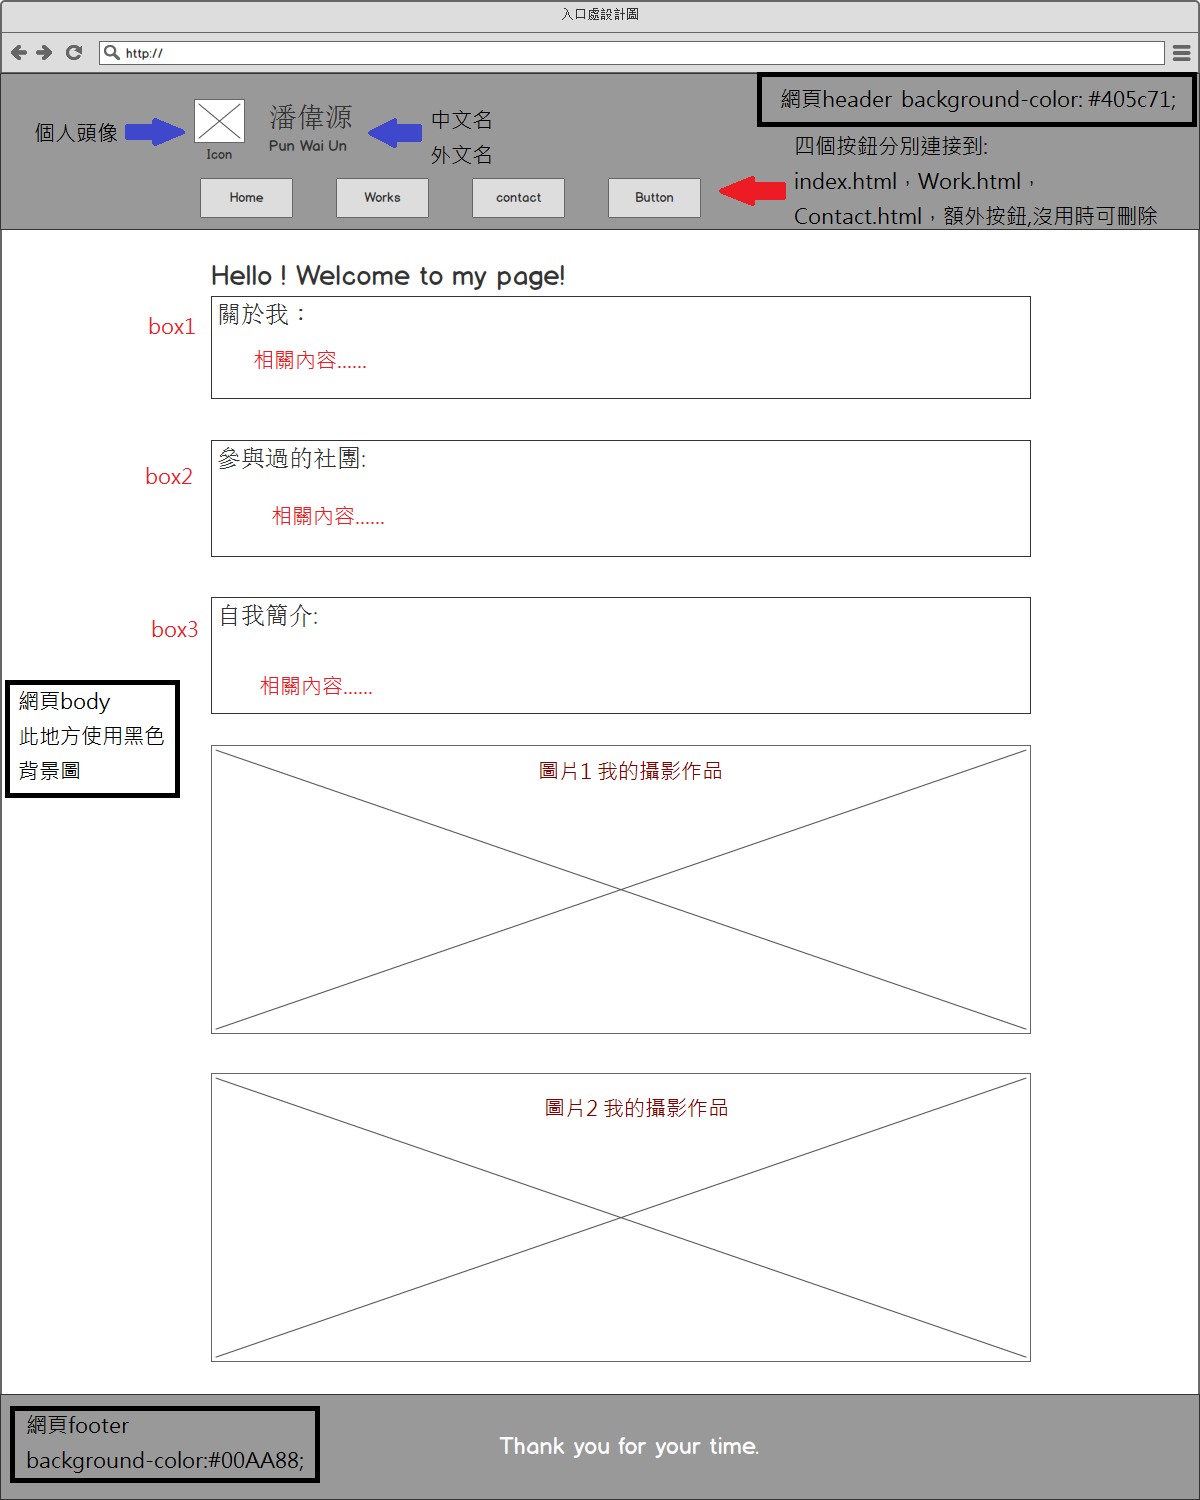 入口處設計圖
http://
網頁header background-color: #405c71;
個人頭像
Icon
潘偉源
Pun Wai Un
中文名
外文名
四個按鈕分別連接到:
index.html，Work.html，
Contact.html，額外按鈕,沒用時可刪除
Home
Works
contact
Button
Hello ! Welcome to my page!
box1
關於我：
相關內容......
box2
參與過的社團:
相關內容......
box3
自我簡介:
相關內容......
網頁body
此地方使用黑色
背景圖
圖片1 我的攝影作品
圖片2 我的攝影作品
網頁footer
background-color:#00AA88;
Thank you for your time.